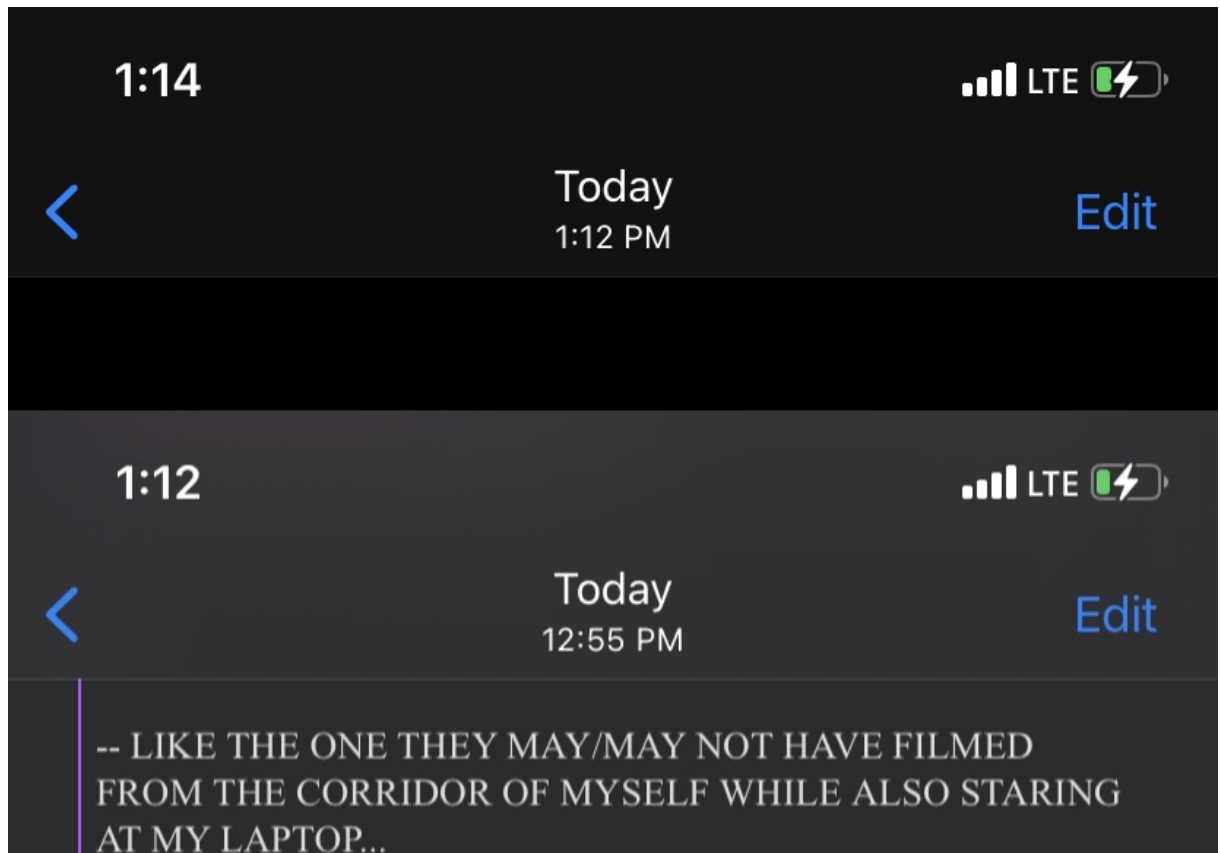 1:14 LTE
Today
1:12 PM
Edit
1:12 LTE
Today
12:55 PM
Edit
-- LIKE THE ONE THEY MAY/MAY NOT HAVE FILMED
FROM THE CORRIDOR OF MYSELF WHILE ALSO STARING
AT MY LAPTOP...